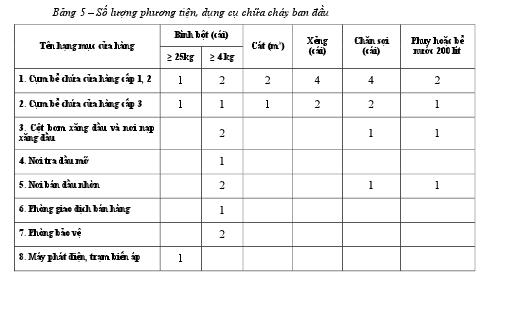 Bảng 5 – Số lượng phương tiện, dụng cụ chữa cháy ban đầu
Tên hạng mục cửa hàng | Bình bột (cái) | Cát (m³) | Xẻng (cái) | Chăn sợi (cái) | Phuy hoặc bể nước 200 lít
≥ 25kg | ≥ 4kg
1. Cụm bể chứa cửa hàng cấp 1, 2 | 1 | 2 | 2 | 4 | 4 | 2
2. Cụm bể chứa cửa hàng cấp 3 | 1 | 1 | 1 | 2 | 2 | 1
3. Cột bơm xăng dầu và nơi nạp
xăng dầu | 2 | 1 | 1
4. Nơi tra dầu mỡ | 1
5. Nơi bán dầu nhờn | 2 | 1 | 1
6. Phòng giao dịch bán hàng | 1
7. Phòng bảo vệ | 2
8. Máy phát điện, trạm biến áp | 1